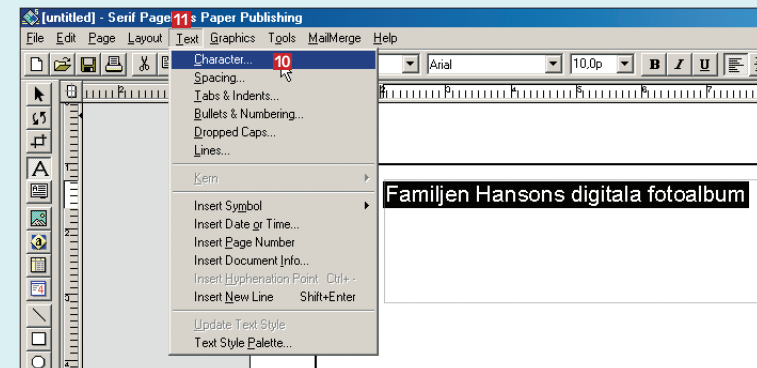 [untitled] - Serif Page 11 s Paper Publishing
File Edit Page Layout Text Graphics Tools MailMerge Help
Character... 10
Arial 10,0p B I U
Spacing...
Tabs & Indents...
Bullets & Numbering...
Dropped Caps...
Lines...
Kern
Familjen Hansons digitala fotoalbum
Insert Symbol
Insert Date or Time...
Insert Page Number
Insert Document Info...
Insert Hyphenation Point Ctrl+-
Insert New Line Shift+Enter
Update Text Style
Text Style Palette...